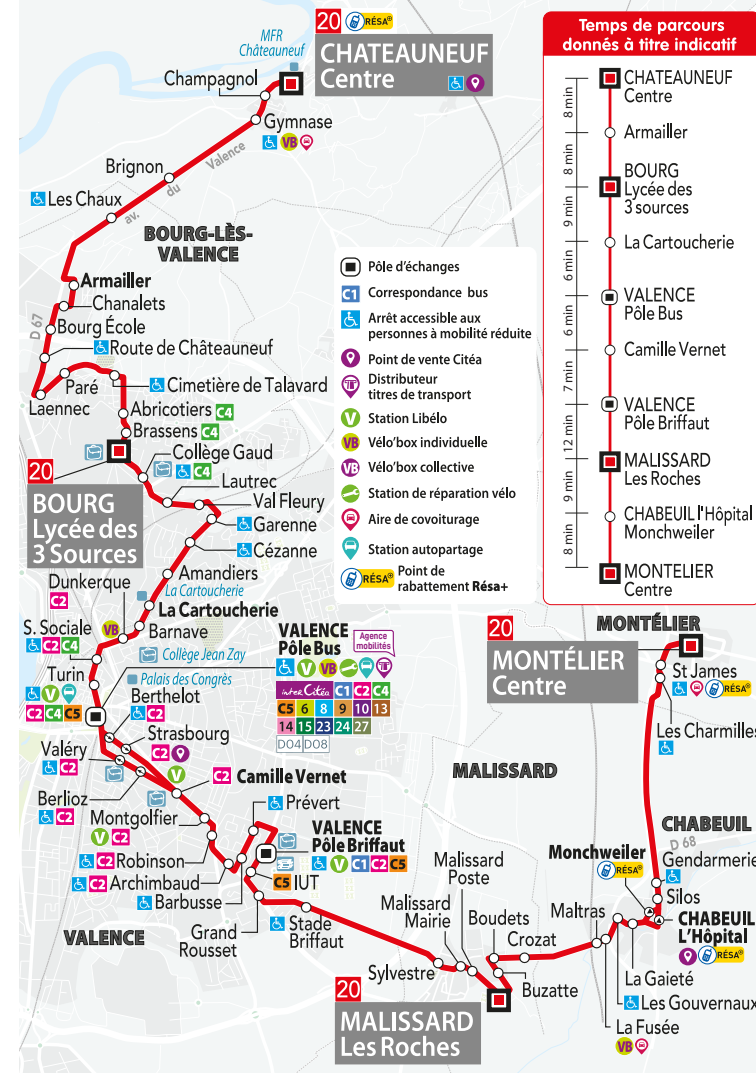 20 RÉSA®
CHATEAUNEUF
Centre
MFR
Châteauneuf
Champagnol
Gymnase
VB
Brignon
av. du Valence
Les Chaux
BOURG-LÈS-
VALENCE
Armailler
Chanalets
D 67
Bourg École
Route de Châteauneuf
Paré
Cimetière de Talavard
Laennec
Abricotiers C4
Brassens C4
Collège Gaud
C4
20
BOURG
Lycée des
3 Sources
Lautrec
Val Fleury
Garenne
Cézanne
Amandiers
La Cartoucherie
La Cartoucherie
Dunkerque
C2
S. Sociale
C2 C4
VB
Barnave
Collège Jean Zay
Turin
C2 C4 C5
Palais des Congrès
Berthelot
C2
VALENCE
Pôle Bus
Agence
mobilités
V VB
inter Citéa C1 C2 C4
C5 6 8 9 10 13
14 15 23 24 27
D04 D08
Strasbourg
C2
V
Valéry
C2
Berlioz
C2
C2 Camille Vernet
Montgolfier
V C2
C2 Robinson
C2 Archimbaud
Barbusse
Prévert
VALENCE
Pôle Briffaut
V C1 C2 C5
C5 IUT
Grand
Rousset
Stade
Briffaut
VALENCE
Sylvestre
Malissard
Mairie
Malissard
Poste
20
MALISSARD
Les Roches
MALISSARD
Boudets
Buzatte
Crozat
Maltras
La Fusée
VB
Les Gouvernaux
La Gaieté
Monchweiler
RÉSA®
CHABEUIL
L'Hôpital
RÉSA®
Silos
Gendarmerie
D 68
CHABEUIL
Les Charmilles
St James
RÉSA®
MONTÉLIER
20
MONTÉLIER
Centre
Pôle d'échanges
C1 Correspondance bus
Arrêt accessible aux
personnes à mobilité réduite
Point de vente Citéa
Distributeur
titres de transport
V Station Libélo
VB Vélo'box individuelle
VB Vélo'box collective
Station de réparation vélo
Aire de covoiturage
Station autopartage
RÉSA® Point de
rabattement Résa+
Temps de parcours
donnés à titre indicatif
CHATEAUNEUF
Centre
8 min
Armailler
8 min
BOURG
Lycée des
3 sources
9 min
La Cartoucherie
6 min
VALENCE
Pôle Bus
6 min
Camille Vernet
7 min
VALENCE
Pôle Briffaut
12 min
MALISSARD
Les Roches
9 min
CHABEUIL l'Hôpital
Monchweiler
8 min
MONTELIER
Centre